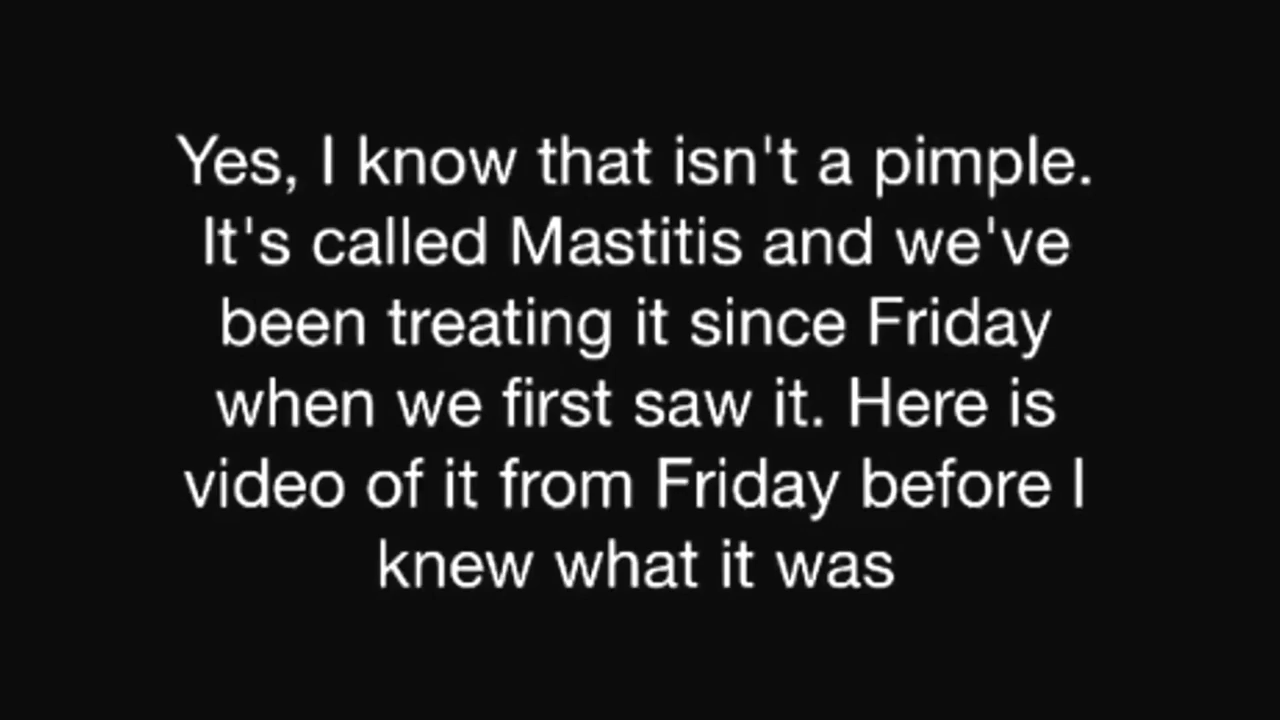 Yes, I know that isn't a pimple.
It's called Mastitis and we've
been treating it since Friday
when we first saw it. Here is
video of it from Friday before I
knew what it was